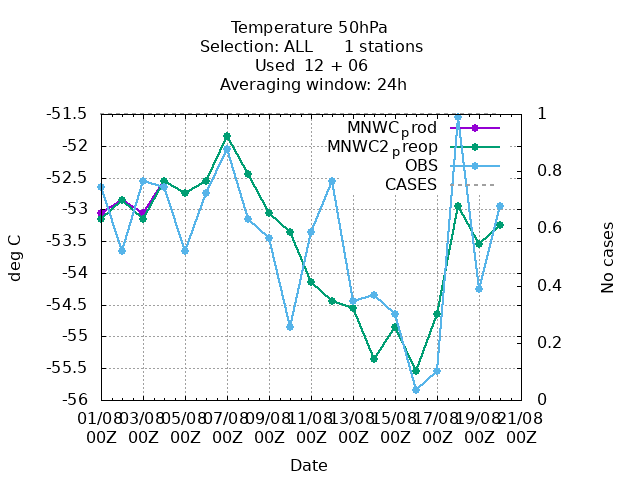 Temperature 50hPa
Selection: ALL 1 stations
Used 12 + 06
Averaging window: 24h
-51.5
-52
-52.5
-53
-53.5
-54
-54.5
-55
-55.5
-56
deg C
MNWC_prod
MNWC2_preop
OBS
CASES
1
0.8
0.6
0.4
0.2
0
No cases
01/08 03/08 05/08 07/08 09/08 11/08 13/08 15/08 17/08 19/08 21/08
00Z 00Z 00Z 00Z 00Z 00Z 00Z 00Z 00Z 00Z 00Z
Date